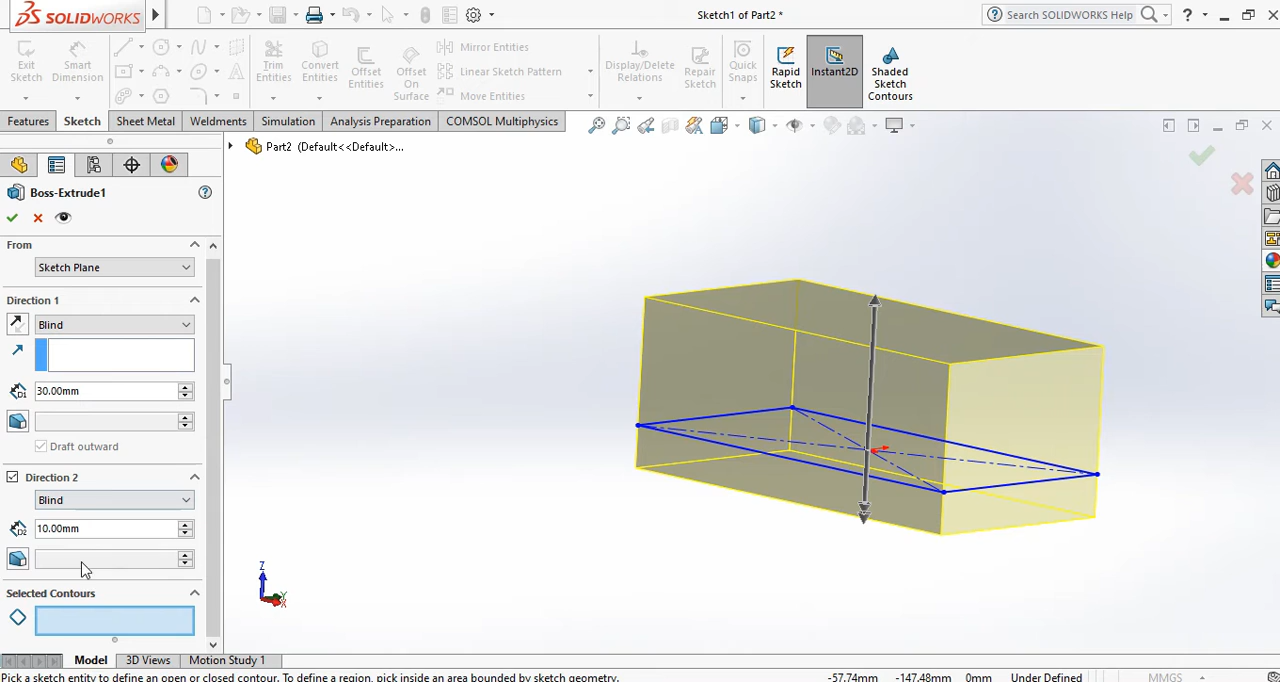 SOLIDWORKS
Sketch1 of Part2 *
Search SOLIDWORKS Help
?
Exit Sketch
Smart Dimension
Trim Entities
Convert Entities
Offset Entities
Offset On Surface
Mirror Entities
Linear Sketch Pattern
Move Entities
Display/Delete Relations
Repair Sketch
Quick Snaps
Rapid Sketch
Instant2D
Shaded Sketch Contours
Features
Sketch
Sheet Metal
Weldments
Simulation
Analysis Preparation
COMSOL Multiphysics
Part2 (Default<<Default>...
Boss-Extrude1
From
Sketch Plane
Direction 1
Blind
D1
30.00mm
Draft outward
Direction 2
Blind
D2
10.00mm
Selected Contours
Z
Y
X
Model
3D Views
Motion Study 1
Pick a sketch entity to define an open or closed contour. To define a region, pick inside an area bounded by sketch geometry.
-57.74mm
-147.48mm
0mm
Under Defined
MMGS